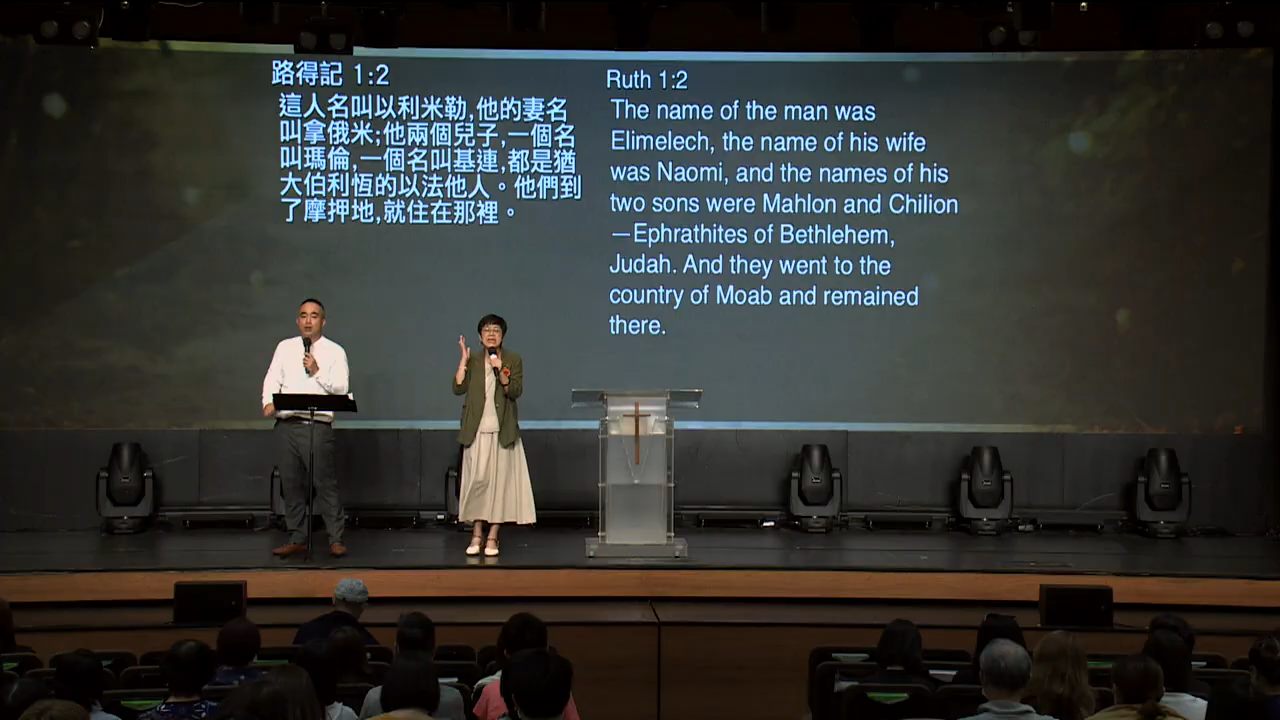 路得記 1:2
這人名叫以利米勒,他的妻名
叫拿俄米;他兩個兒子,一個名
叫瑪倫,一個名叫基連,都是猶
大伯利恆的以法他人。他們到
了摩押地,就住在那裡。
Ruth 1:2
The name of the man was
Elimelech, the name of his wife
was Naomi, and the names of his
two sons were Mahlon and Chilion
—Ephrathites of Bethlehem,
Judah. And they went to the
country of Moab and remained
there.